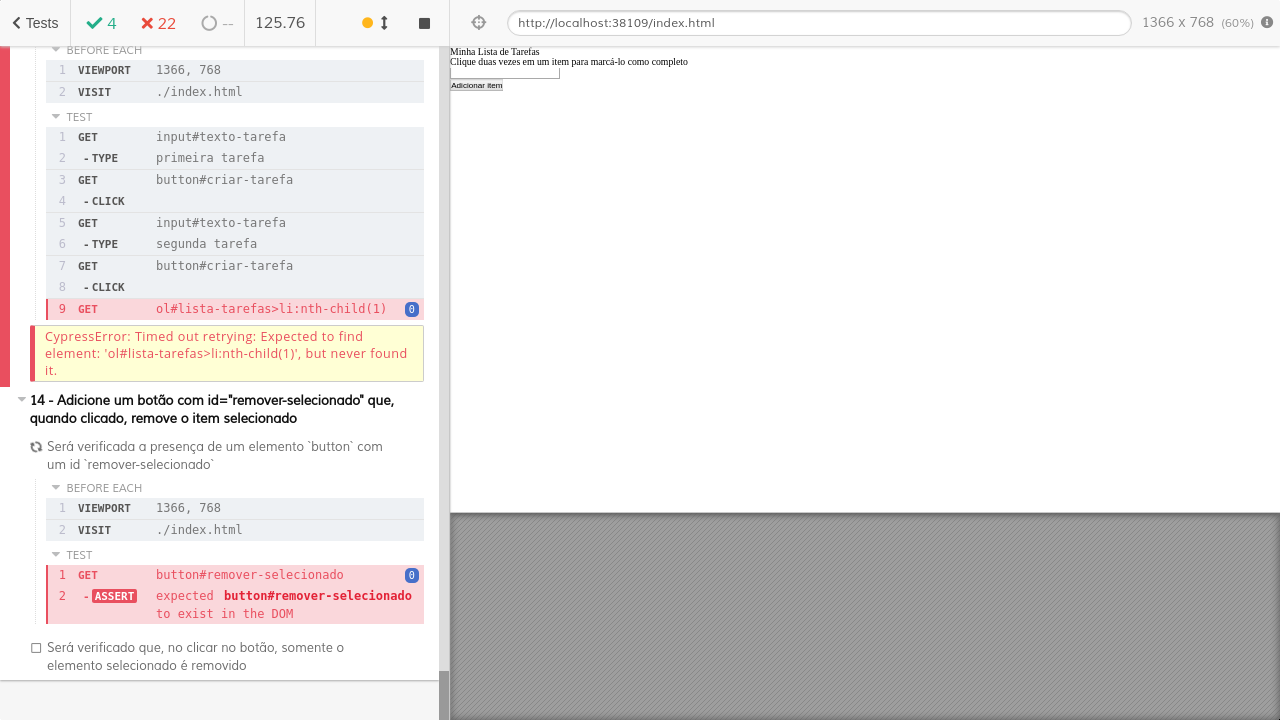 Tests
4
22
--
125.76
http://localhost:38109/index.html
1366 x 768 (60%)
BEFORE EACH
1 VIEWPORT 1366, 768
2 VISIT ./index.html
TEST
1 GET input#texto-tarefa
2 -TYPE primeira tarefa
3 GET button#criar-tarefa
4 -CLICK
5 GET input#texto-tarefa
6 -TYPE segunda tarefa
7 GET button#criar-tarefa
8 -CLICK
9 GET ol#lista-tarefas>li:nth-child(1) 0
CypressError: Timed out retrying: Expected to find
element: 'ol#lista-tarefas>li:nth-child(1)', but never found
it.
14 - Adicione um botão com id="remover-selecionado" que,
quando clicado, remove o item selecionado
Será verificada a presença de um elemento `button` com
um id `remover-selecionado`
BEFORE EACH
1 VIEWPORT 1366, 768
2 VISIT ./index.html
TEST
1 GET button#remover-selecionado 0
2 -ASSERT expected button#remover-selecionado
to exist in the DOM
Será verificado que, no clicar no botão, somente o
elemento selecionado é removido
Minha Lista de Tarefas
Clique duas vezes em um item para marcá-lo como completo
Adicionar item